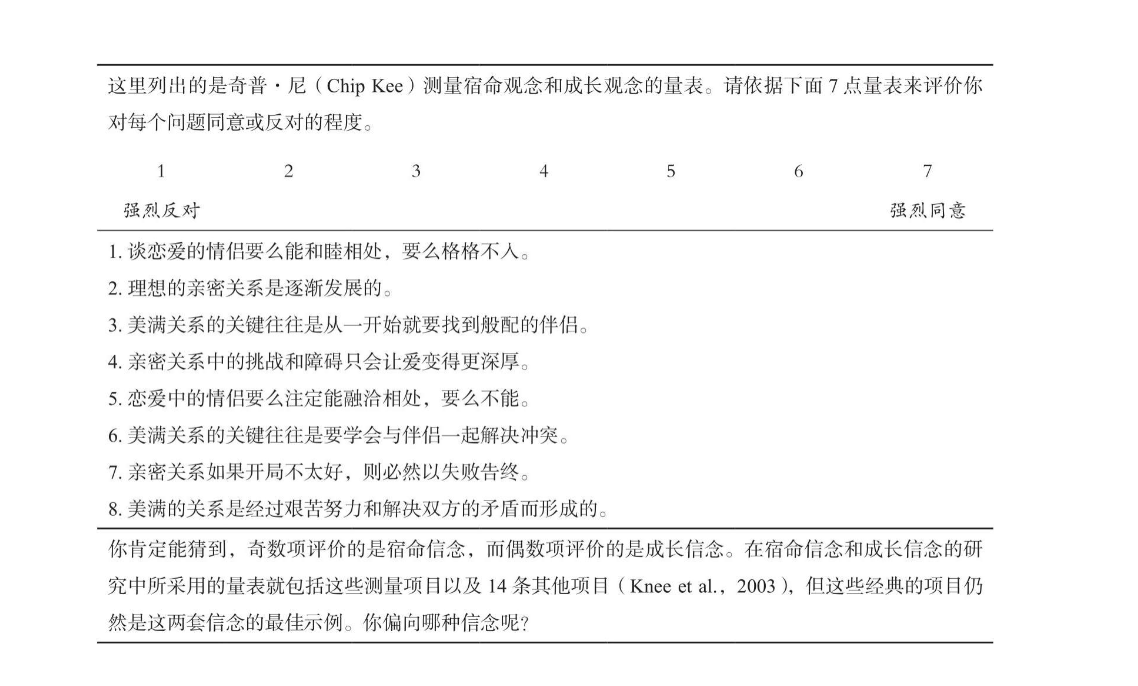 这里列出的是奇普·尼（Chip Kee）测量宿命观念和成长观念的量表。请依据下面 7 点量表来评价你
对每个问题同意或反对的程度。
1 2 3 4 5 6 7
强烈反对 强烈同意
1. 谈恋爱的情侣要么能和睦相处，要么格格不入。
2. 理想的亲密关系是逐渐发展的。
3. 美满关系的关键往往是从一开始就要找到般配的伴侣。
4. 亲密关系中的挑战和障碍只会让爱变得更深厚。
5. 恋爱中的情侣要么注定能融洽相处，要么不能。
6. 美满关系的关键往往是要学会与伴侣一起解决冲突。
7. 亲密关系如果开局不太好，则必然以失败告终。
8. 美满的关系是经过艰苦努力和解决双方的矛盾而形成的。
你肯定能猜到，奇数项评价的是宿命信念，而偶数项评价的是成长信念。在宿命信念和成长信念的研
究中所采用的量表就包括这些测量项目以及 14 条其他项目（Knee et al.，2003），但这些经典的项目仍
然是这两套信念的最佳示例。你偏向哪种信念呢？